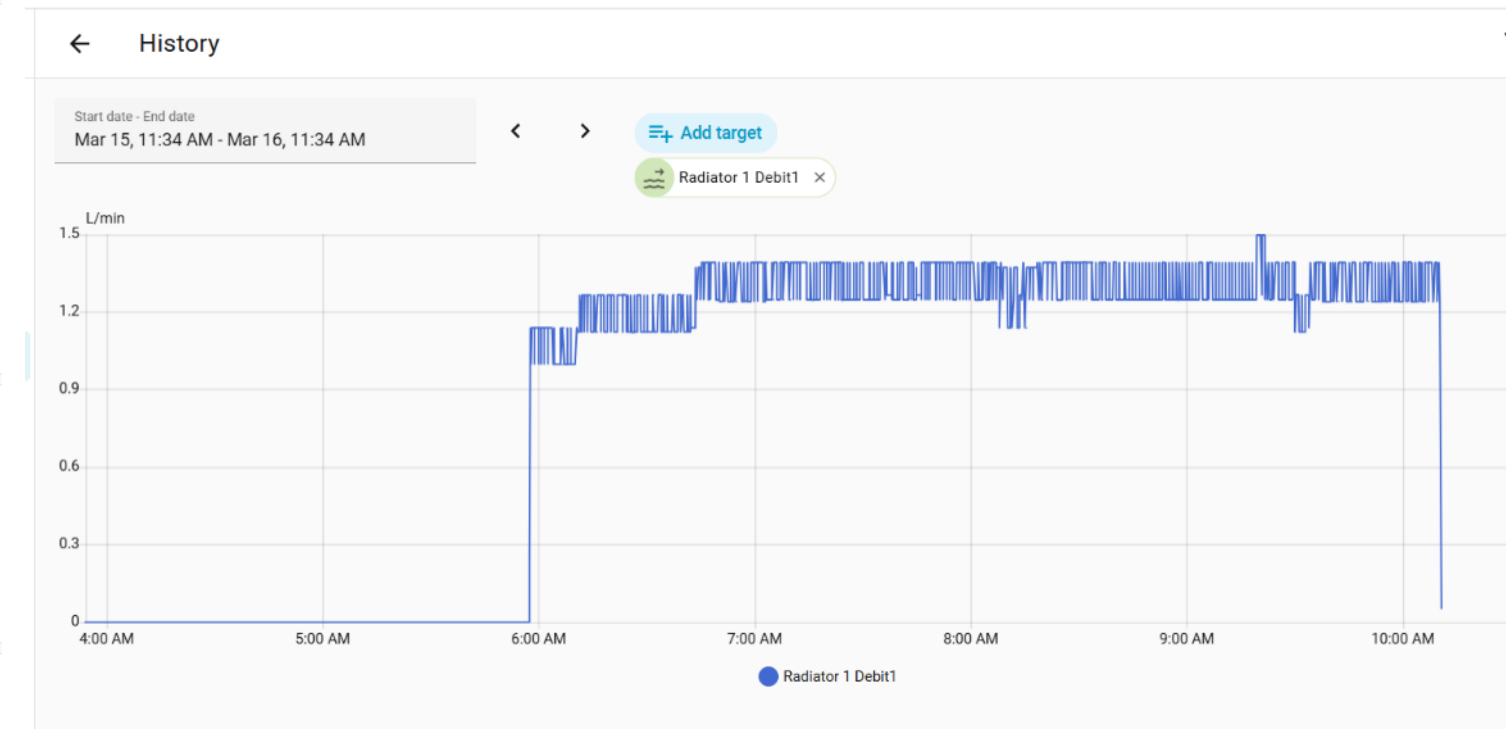 History
Start date - End date
Mar 15, 11:34 AM - Mar 16, 11:34 AM
Add target
Radiator 1 Debit1
L/min
1.5
1.2
0.9
0.6
0.3
0
4:00 AM 5:00 AM 6:00 AM 7:00 AM 8:00 AM 9:00 AM 10:00 AM
Radiator 1 Debit1